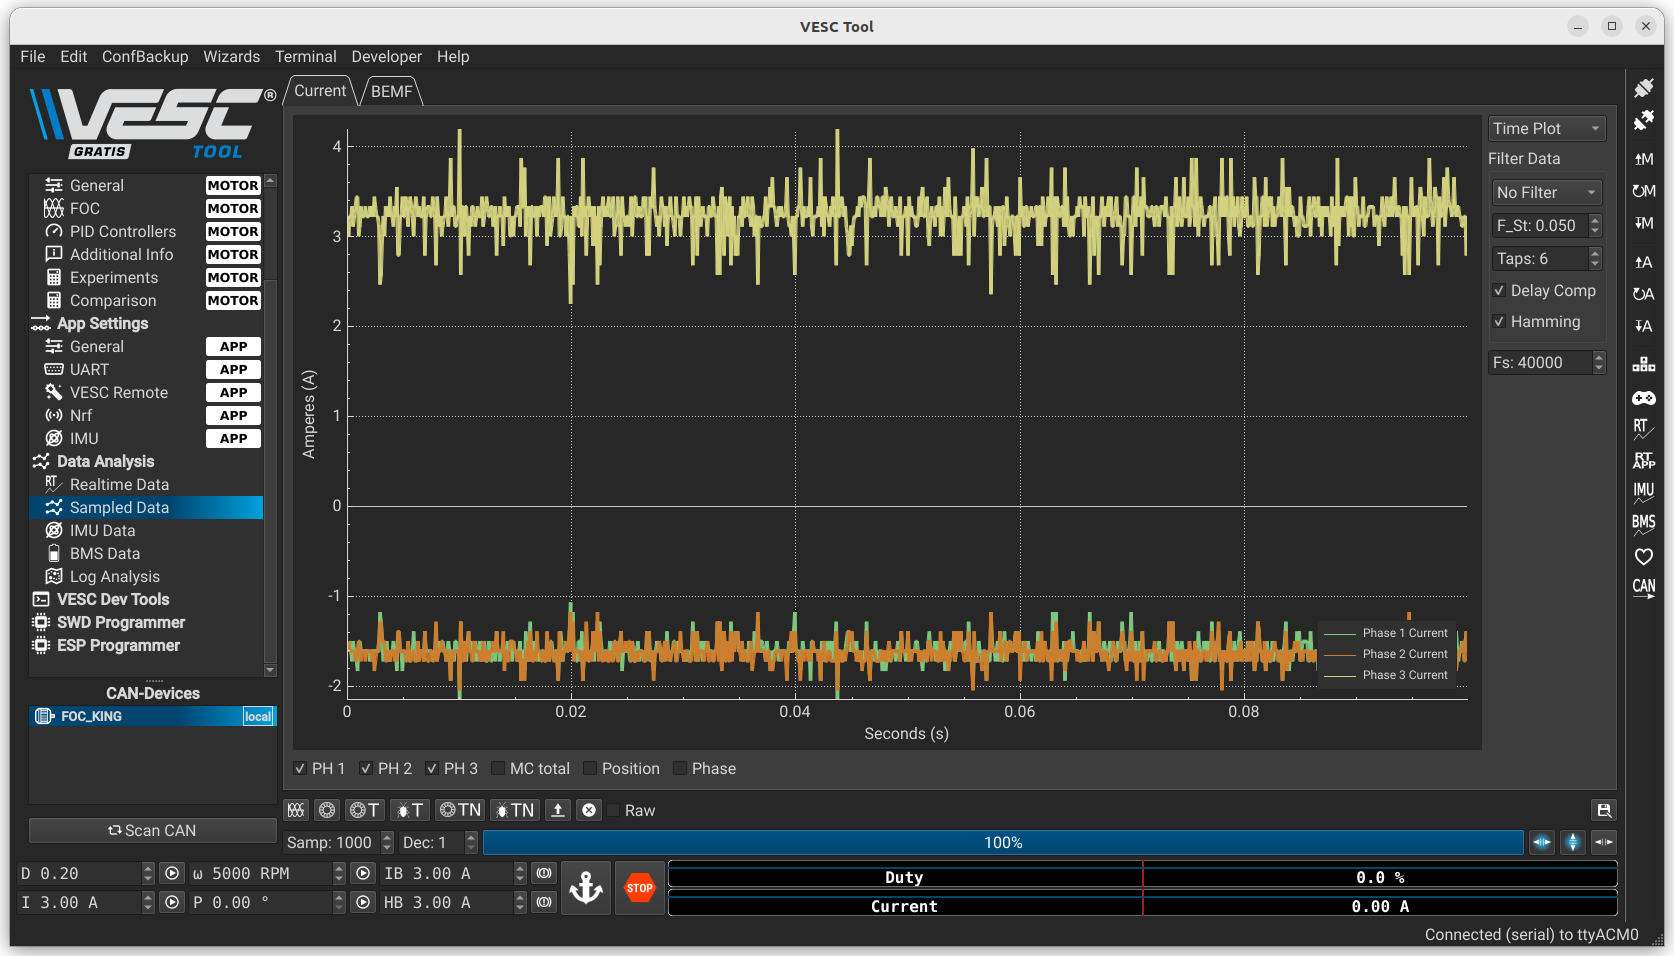 VESC Tool
File Edit ConfBackup Wizards Terminal Developer Help
VESC®
GRATIS TOOL
General MOTOR
FOC MOTOR
PID Controllers MOTOR
Additional Info MOTOR
Experiments MOTOR
Comparison MOTOR
App Settings
General APP
UART APP
VESC Remote APP
Nrf APP
IMU APP
Data Analysis
RT Realtime Data
Sampled Data
IMU Data
BMS Data
Log Analysis
VESC Dev Tools
SWD Programmer
ESP Programmer
CAN-Devices
FOC_KING local
Scan CAN
Current BEMF
4
3
2
1
0
-1
-2
Amperes (A)
0 0.02 0.04 0.06 0.08
Seconds (s)
Phase 1 Current
Phase 2 Current
Phase 3 Current
Time Plot
Filter Data
No Filter
F_St: 0.050
Taps: 6
Delay Comp
Hamming
Fs: 40000
PH 1 PH 2 PH 3 MC total Position Phase
T T TN TN Raw
Samp: 1000 Dec: 1 100%
D 0.20 ω 5000 RPM IB 3.00 A
I 3.00 A P 0.00 ° HB 3.00 A
STOP
Duty 0.0 %
Current 0.00 A
M
M
M
A
A
A
RT
RT
APP
IMU
BMS
CAN
Connected (serial) to ttyACM0